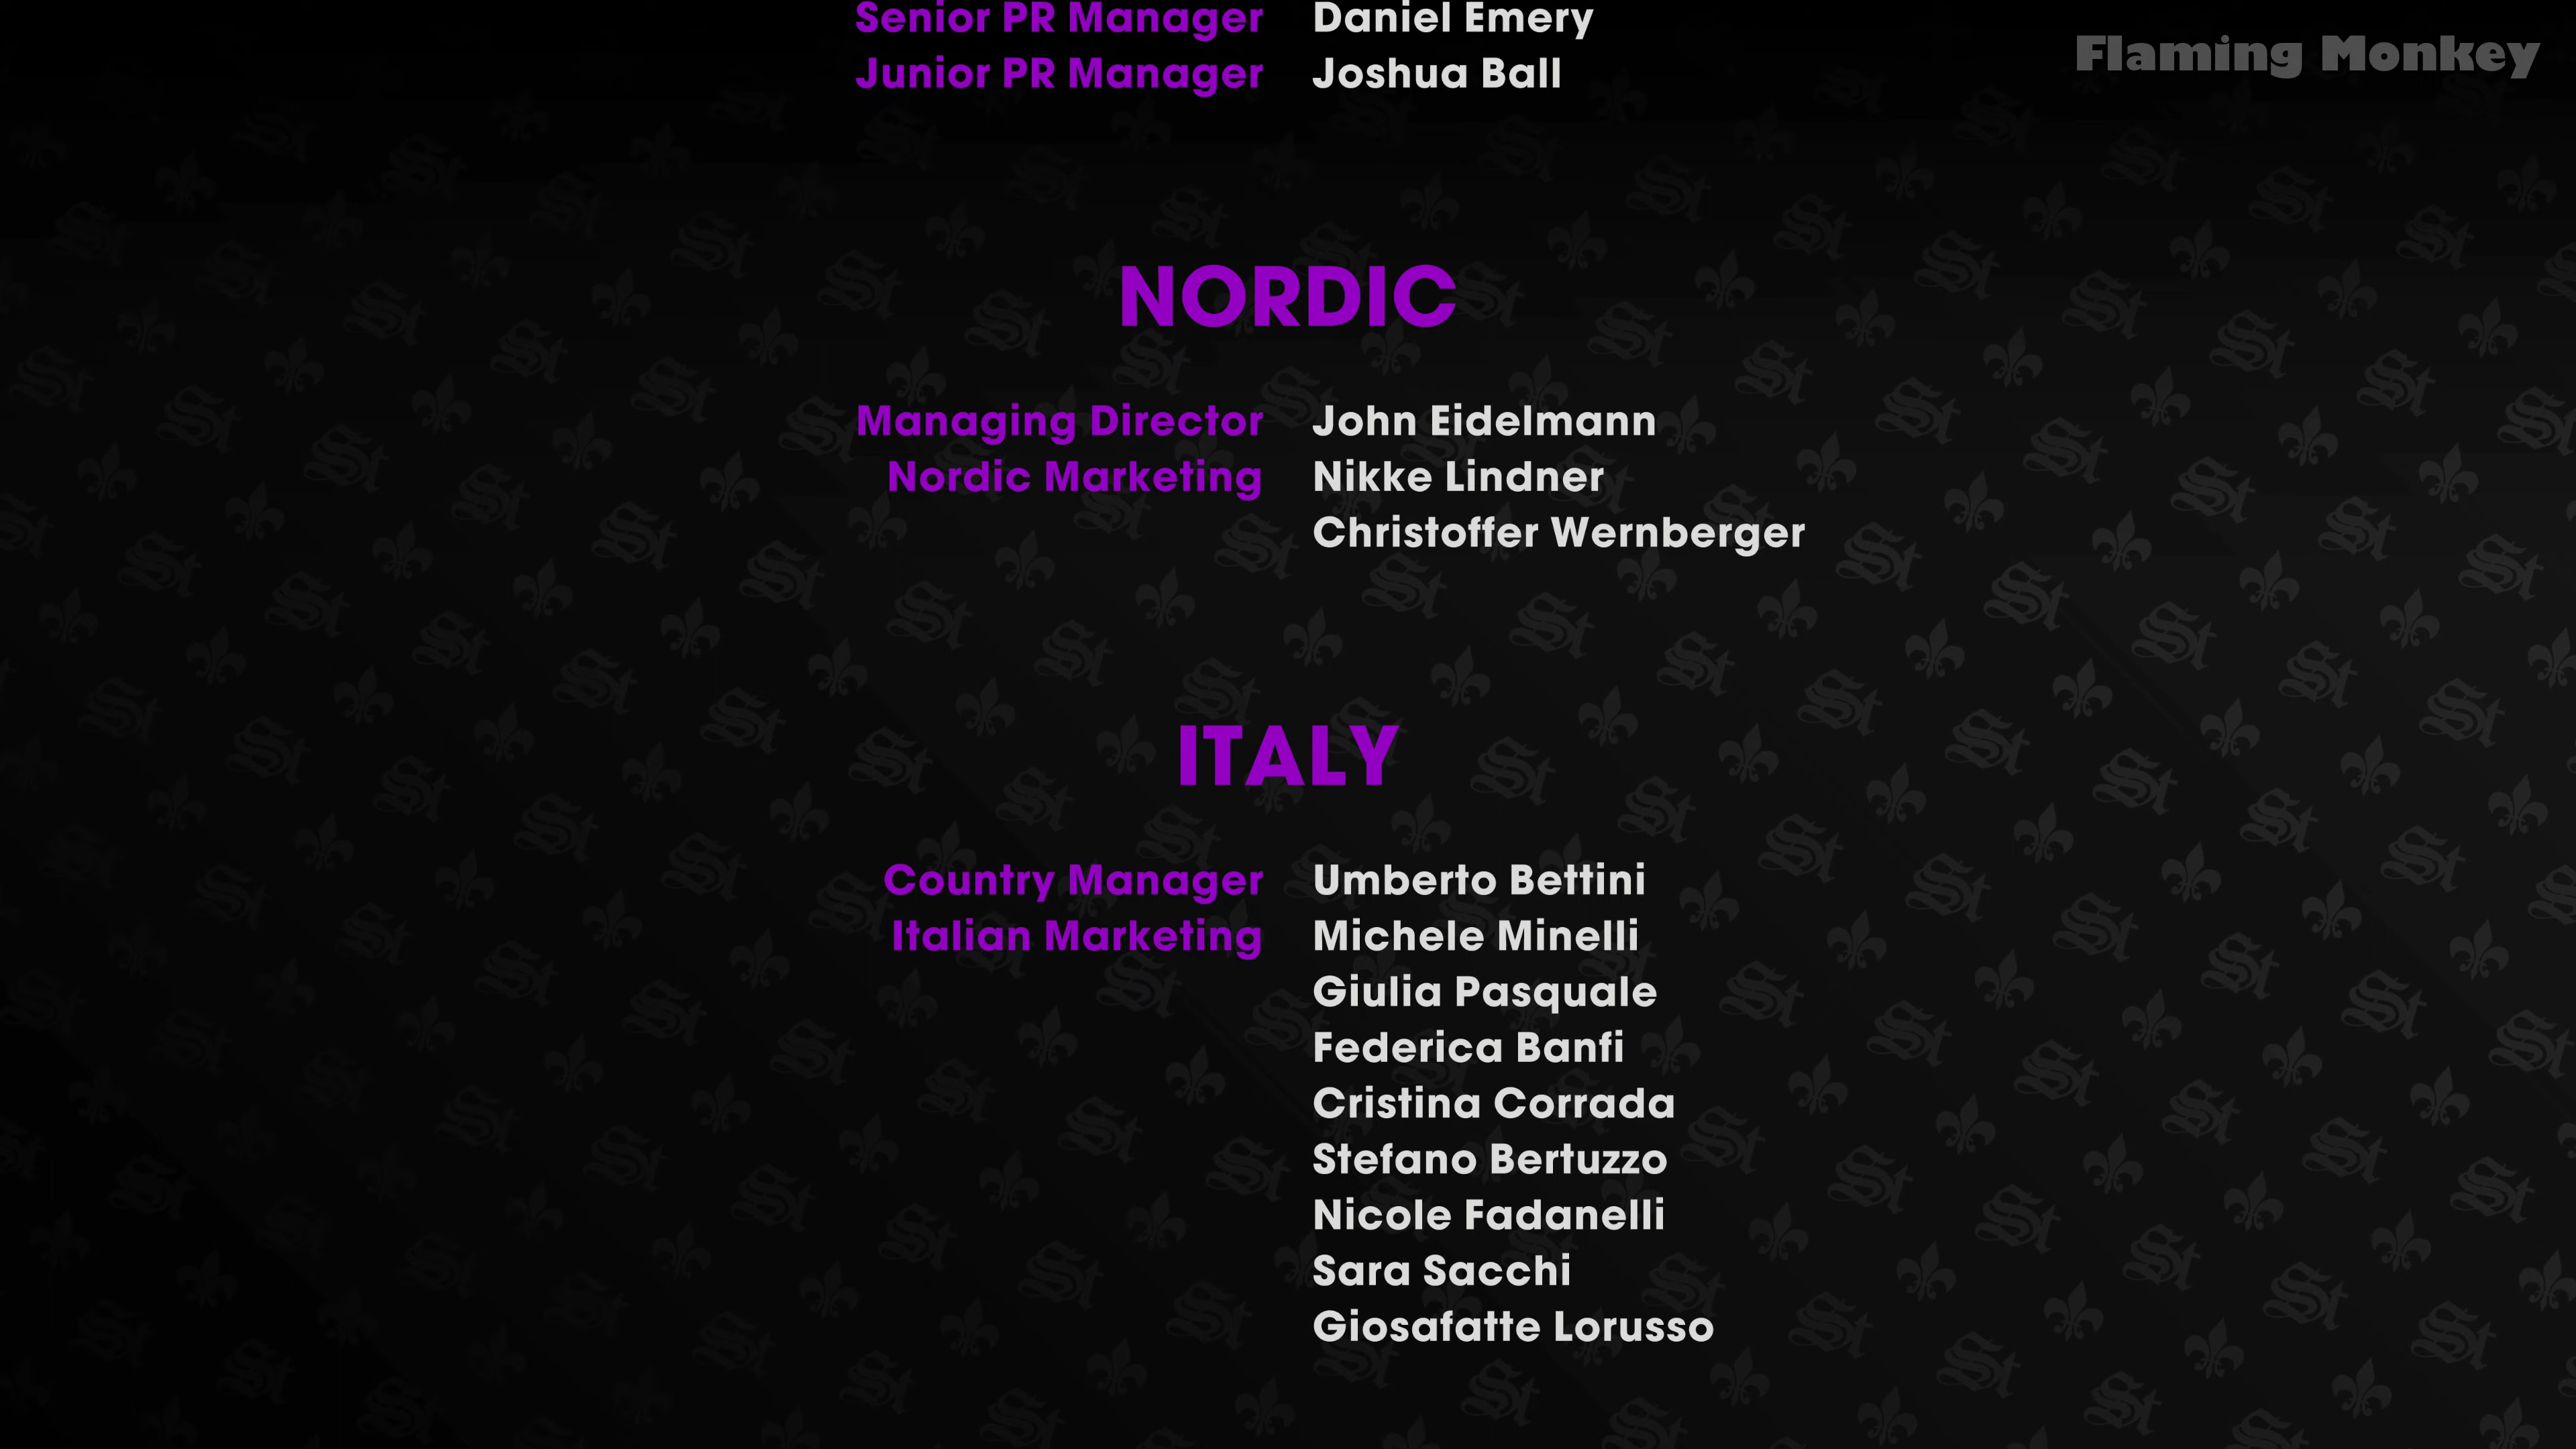 Senior PR Manager Daniel Emery
Junior PR Manager Joshua Ball
Flaming Monkey
NORDIC
Managing Director John Eidelmann
Nordic Marketing Nikke Lindner
Christoffer Wernberger
ITALY
Country Manager Umberto Bettini
Italian Marketing Michele Minelli
Giulia Pasquale
Federica Banfi
Cristina Corrada
Stefano Bertuzzo
Nicole Fadanelli
Sara Sacchi
Giosafatte Lorusso